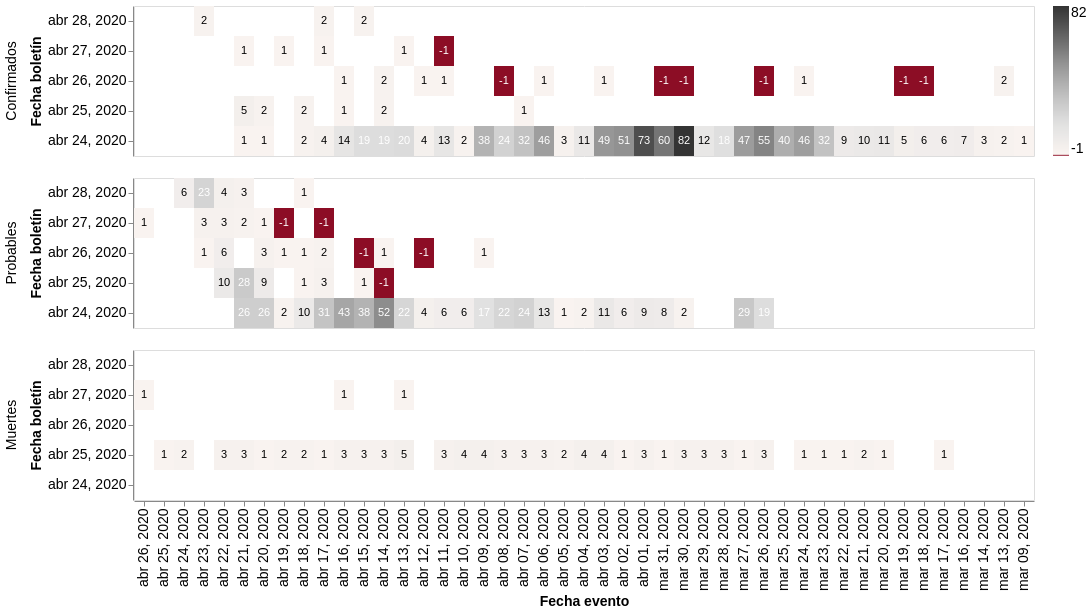 Confirmados
Fecha boletín
abr 28, 2020 2 2 2
abr 27, 2020 1 1 1 1 -1
abr 26, 2020 1 2 1 1 -1 1 1 -1 -1 -1 1 -1 -1 2
abr 25, 2020 5 2 2 1 2 1
abr 24, 2020 1 1 2 4 14 19 19 20 4 13 2 38 24 32 46 3 11 49 51 73 60 82 12 18 47 55 40 46 32 9 10 11 5 6 6 7 3 2 1
82
-1
Probables
Fecha boletín
abr 28, 2020 6 23 4 3 1
abr 27, 2020 1 3 3 2 1 -1 -1
abr 26, 2020 1 6 3 1 1 2 -1 1 -1 1
abr 25, 2020 10 28 9 1 3 1 -1
abr 24, 2020 26 26 2 10 31 43 38 52 22 4 6 6 17 22 24 13 1 2 11 6 9 8 2 29 19
Muertes
Fecha boletín
abr 28, 2020
abr 27, 2020 1 1 1
abr 26, 2020
abr 25, 2020 1 2 3 3 1 2 2 1 3 3 3 5 3 4 4 3 3 3 2 4 4 1 3 1 3 3 3 1 3 1 1 1 2 1 1
abr 24, 2020
abr 26, 2020
abr 25, 2020
abr 24, 2020
abr 23, 2020
abr 22, 2020
abr 21, 2020
abr 20, 2020
abr 19, 2020
abr 18, 2020
abr 17, 2020
abr 16, 2020
abr 15, 2020
abr 14, 2020
abr 13, 2020
abr 12, 2020
abr 11, 2020
abr 10, 2020
abr 09, 2020
abr 08, 2020
abr 07, 2020
abr 06, 2020
abr 05, 2020
abr 04, 2020
abr 03, 2020
abr 02, 2020
abr 01, 2020
mar 31, 2020
mar 30, 2020
mar 29, 2020
mar 28, 2020
mar 27, 2020
mar 26, 2020
mar 25, 2020
mar 24, 2020
mar 23, 2020
mar 22, 2020
mar 21, 2020
mar 20, 2020
mar 19, 2020
mar 18, 2020
mar 17, 2020
mar 16, 2020
mar 14, 2020
mar 13, 2020
mar 09, 2020
Fecha evento